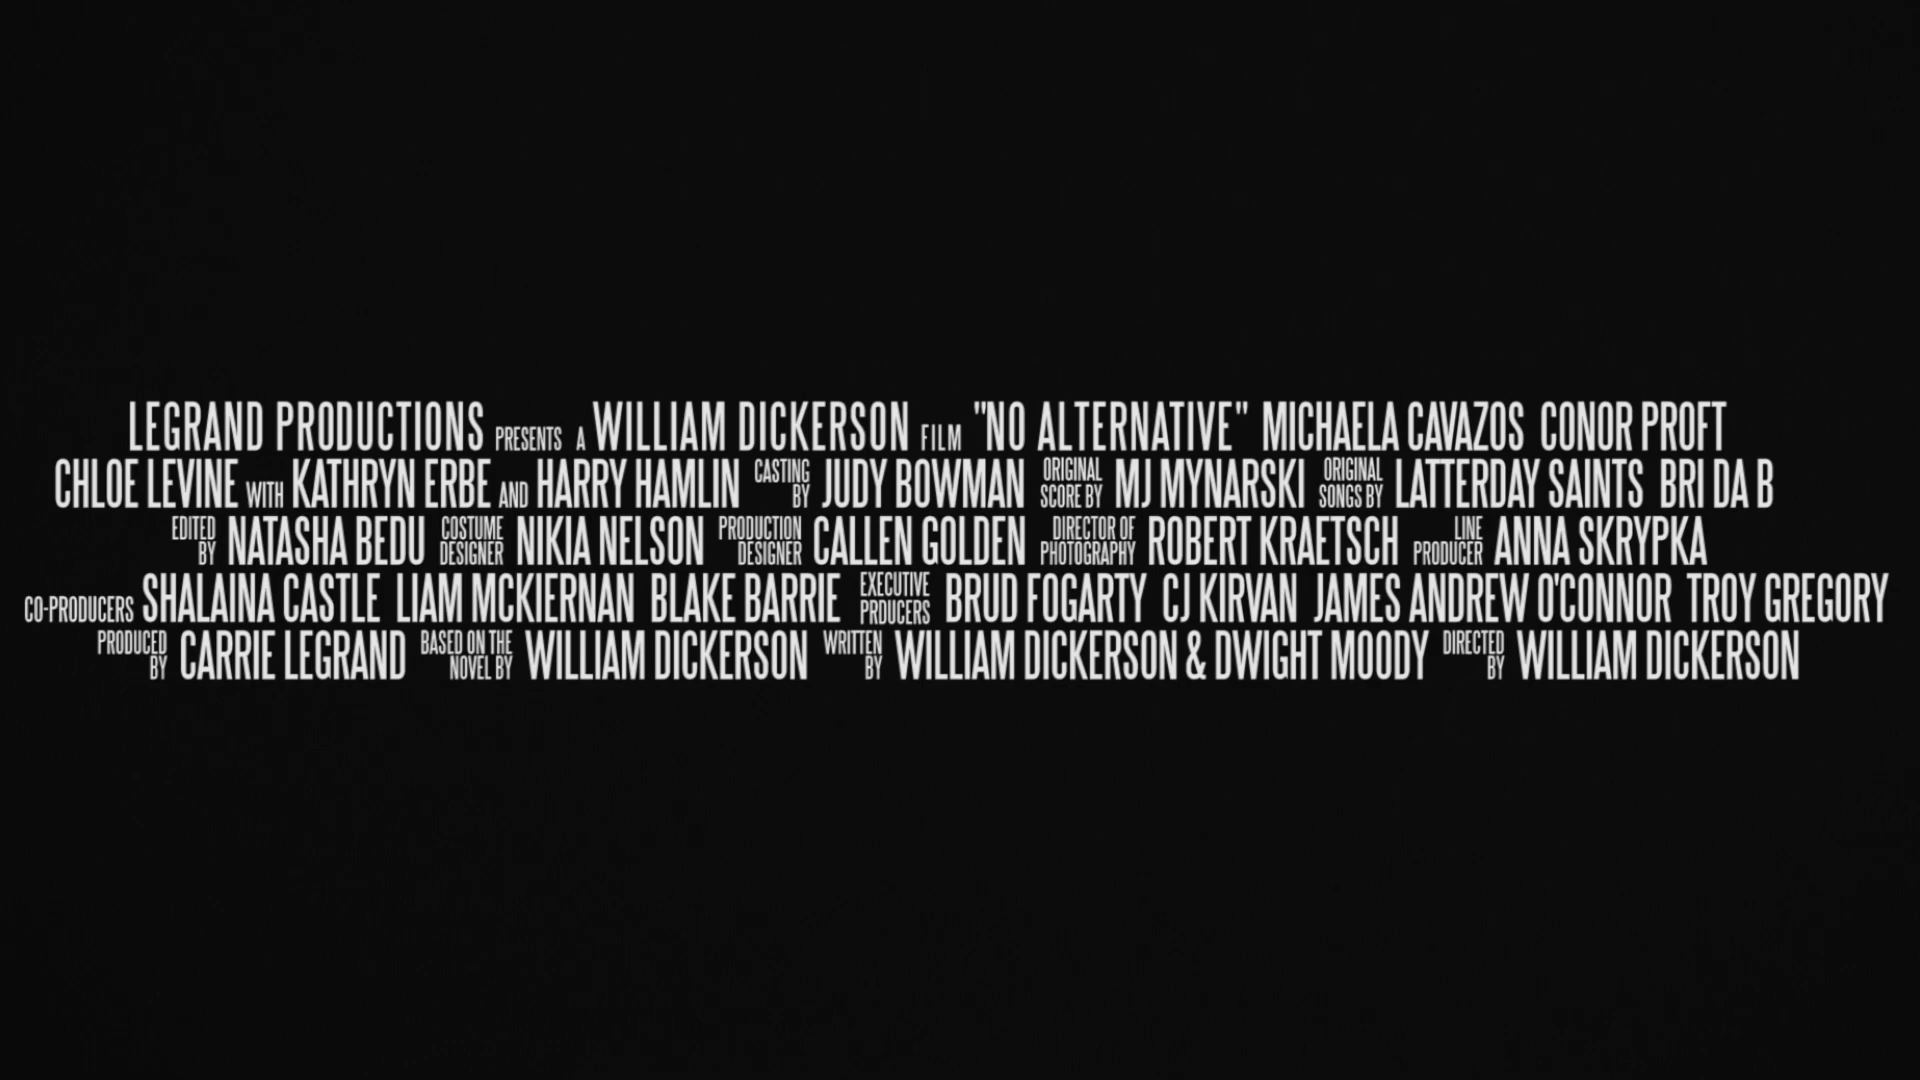 LEGRAND PRODUCTIONS PRESENTS A WILLIAM DICKERSON FILM "NO ALTERNATIVE" MICHAELA CAVAZOS CONOR PROFT
CHLOE LEVINE WITH KATHRYN ERBE AND HARRY HAMLIN CASTING BY JUDY BOWMAN ORIGINAL SCORE BY MJ MYNARSKI ORIGINAL SONGS BY LATTERDAY SAINTS BRI DA B
EDITED BY NATASHA BEDU COSTUME DESIGNER NIKIA NELSON PRODUCTION DESIGNER CALLEN GOLDEN DIRECTOR OF PHOTOGRAPHY ROBERT KRAETSCH LINE PRODUCER ANNA SKRYPKA
CO-PRODUCERS SHALAINA CASTLE LIAM MCKIERNAN BLAKE BARRIE EXECUTIVE PRDUCERS BRUD FOGARTY CJ KIRVAN JAMES ANDREW O'CONNOR TROY GREGORY
PRODUCED BY CARRIE LEGRAND BASED ON THE NOVEL BY WILLIAM DICKERSON WRITTEN BY WILLIAM DICKERSON & DWIGHT MOODY DIRECTED BY WILLIAM DICKERSON